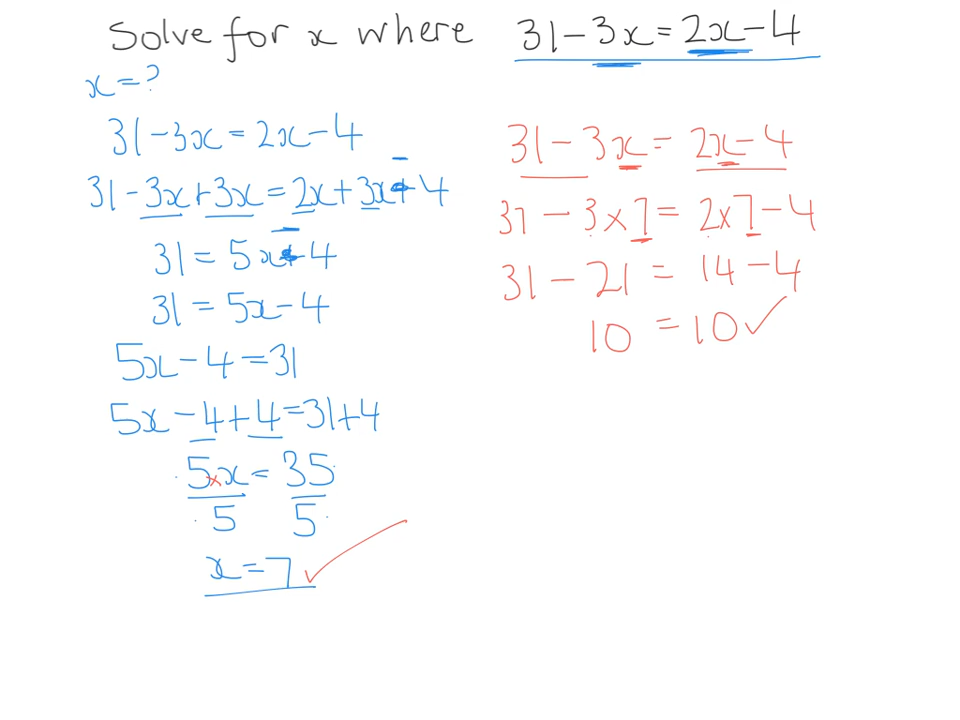 Solve for x where 31-3x=2x-4
x=?
31-3x=2x-4
31-3x+3x=2x+3x-4
31=5x-4
31=5x-4
5x-4=31
5x-4+4=31+4
5×x=35
5 5
x=7✓
31-3x=2x-4
31-3×7=2×7-4
31-21=14-4
10=10✓